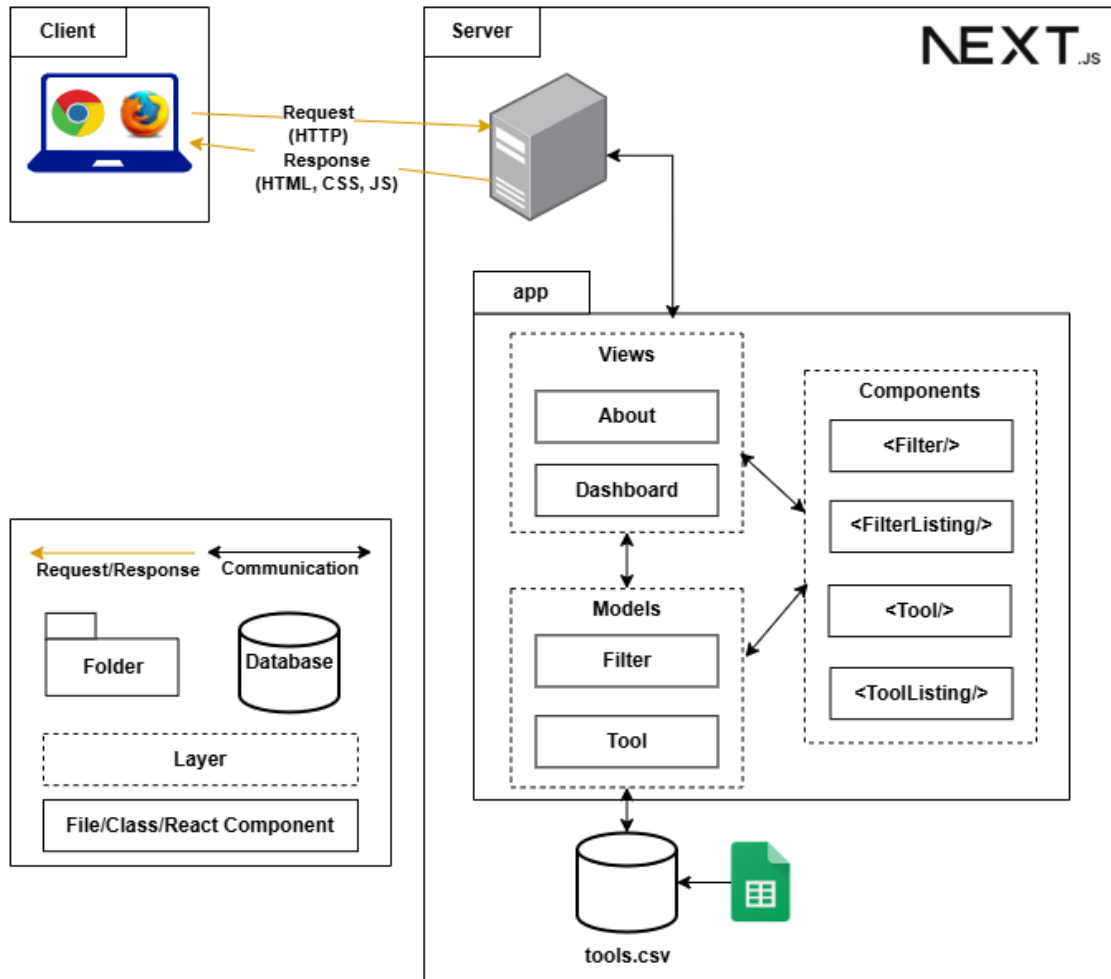 Client
Server
NEXT.JS
Request
(HTTP)
Response
(HTML, CSS, JS)
app
Views
About
Dashboard
Components
<Filter/>
<FilterListing/>
<Tool/>
<ToolListing/>
Models
Filter
Tool
tools.csv
Request/Response
Communication
Folder
Database
Layer
File/Class/React Component